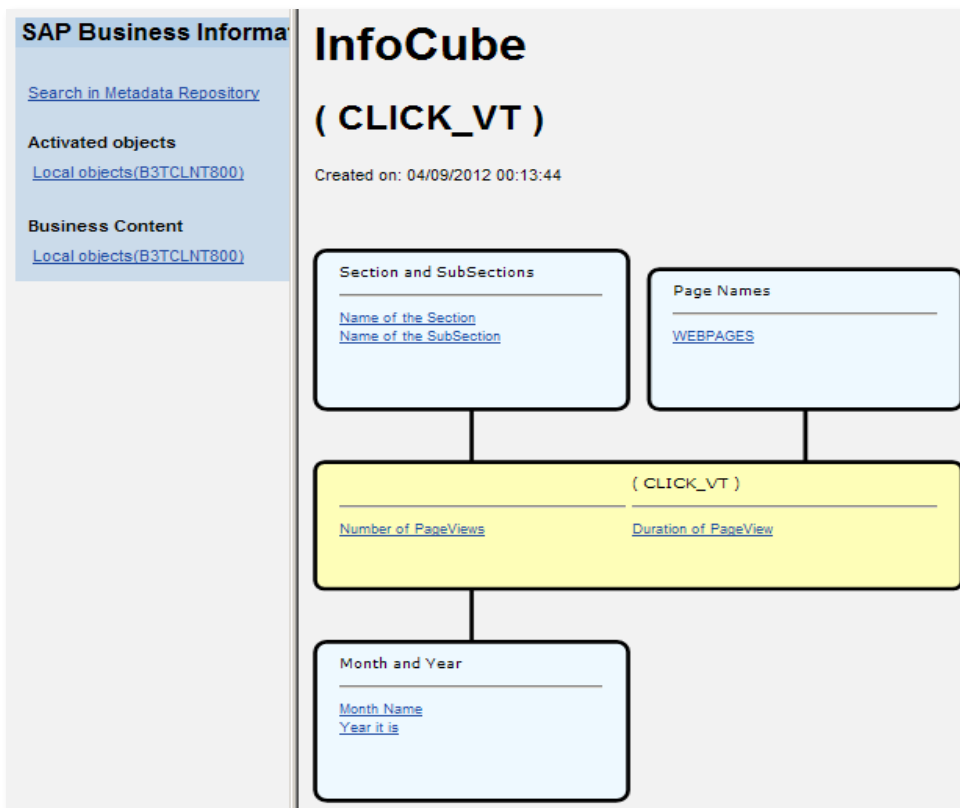 SAP Business Informa
Search in Metadata Repository
Activated objects
Local objects(B3TCLNT800)
Business Content
Local objects(B3TCLNT800)
InfoCube
( CLICK_VT )
Created on: 04/09/2012 00:13:44
Section and SubSections
Name of the Section
Name of the SubSection
Page Names
WEBPAGES
( CLICK_VT )
Number of PageViews
Duration of PageView
Month and Year
Month Name
Year it is